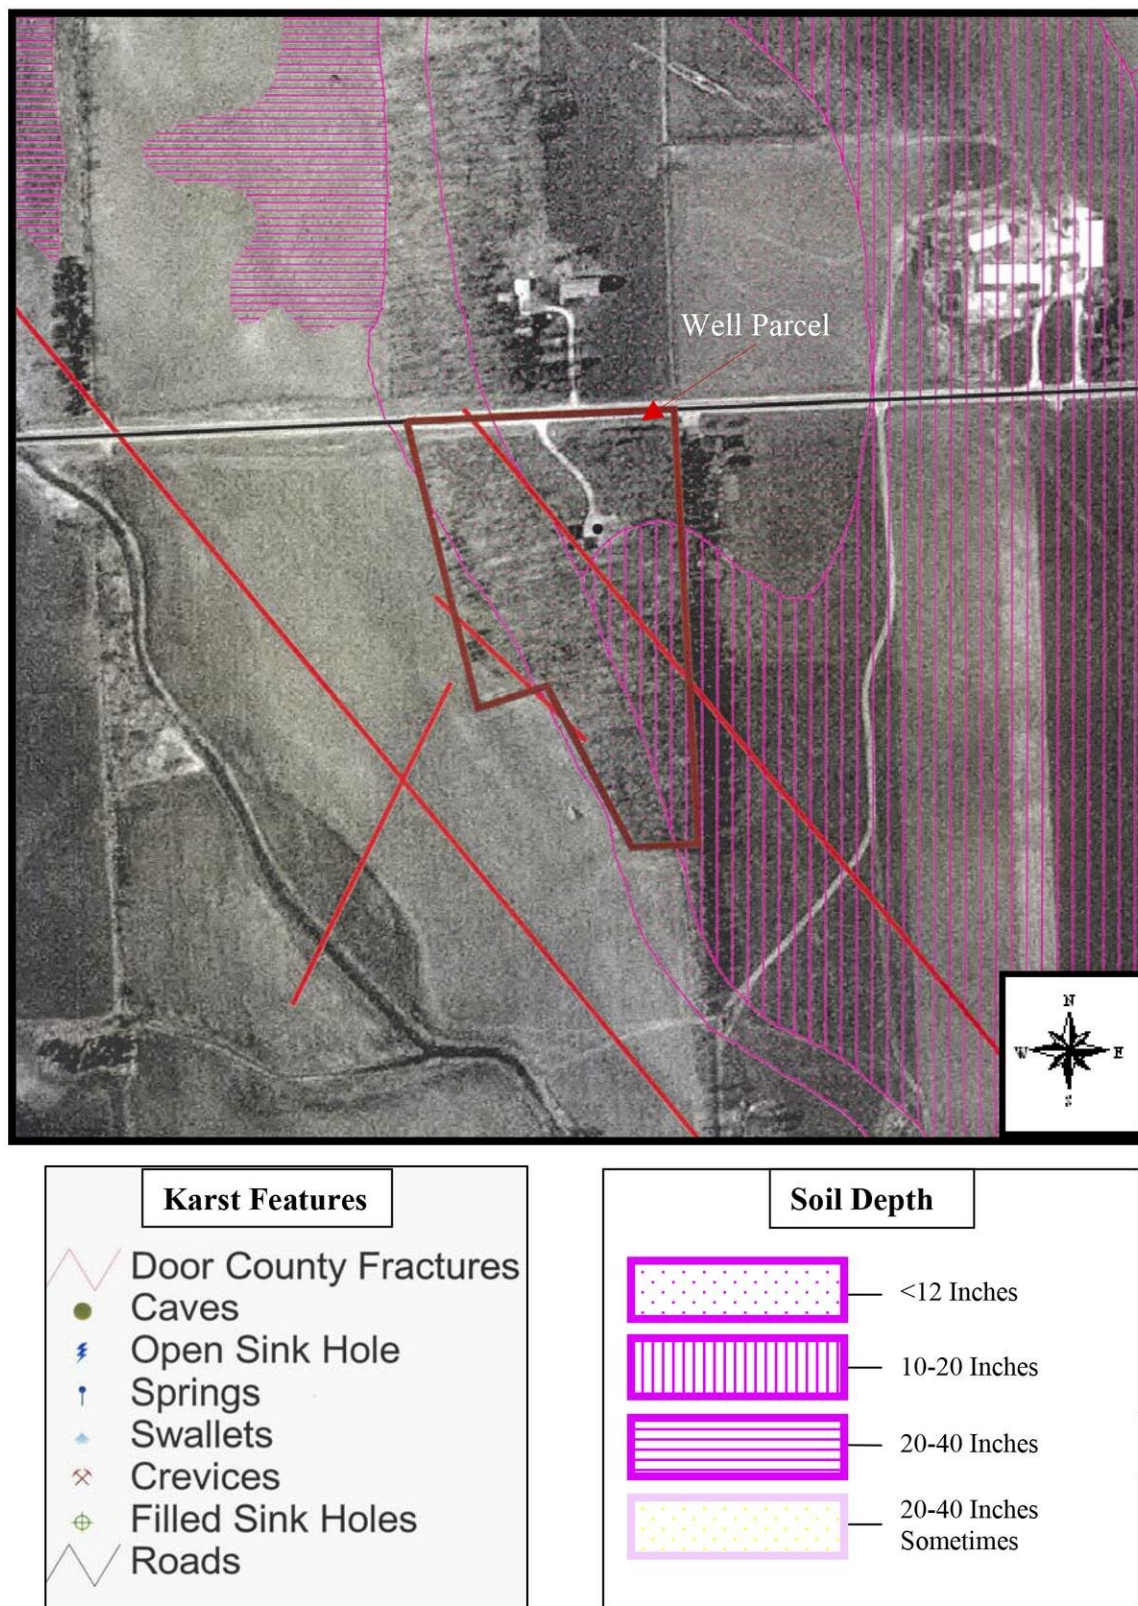 Well Parcel
N
W E
S
Karst Features
Door County Fractures
Caves
Open Sink Hole
Springs
Swallets
Crevices
Filled Sink Holes
Roads
Soil Depth
<12 Inches
10-20 Inches
20-40 Inches
20-40 Inches
Sometimes